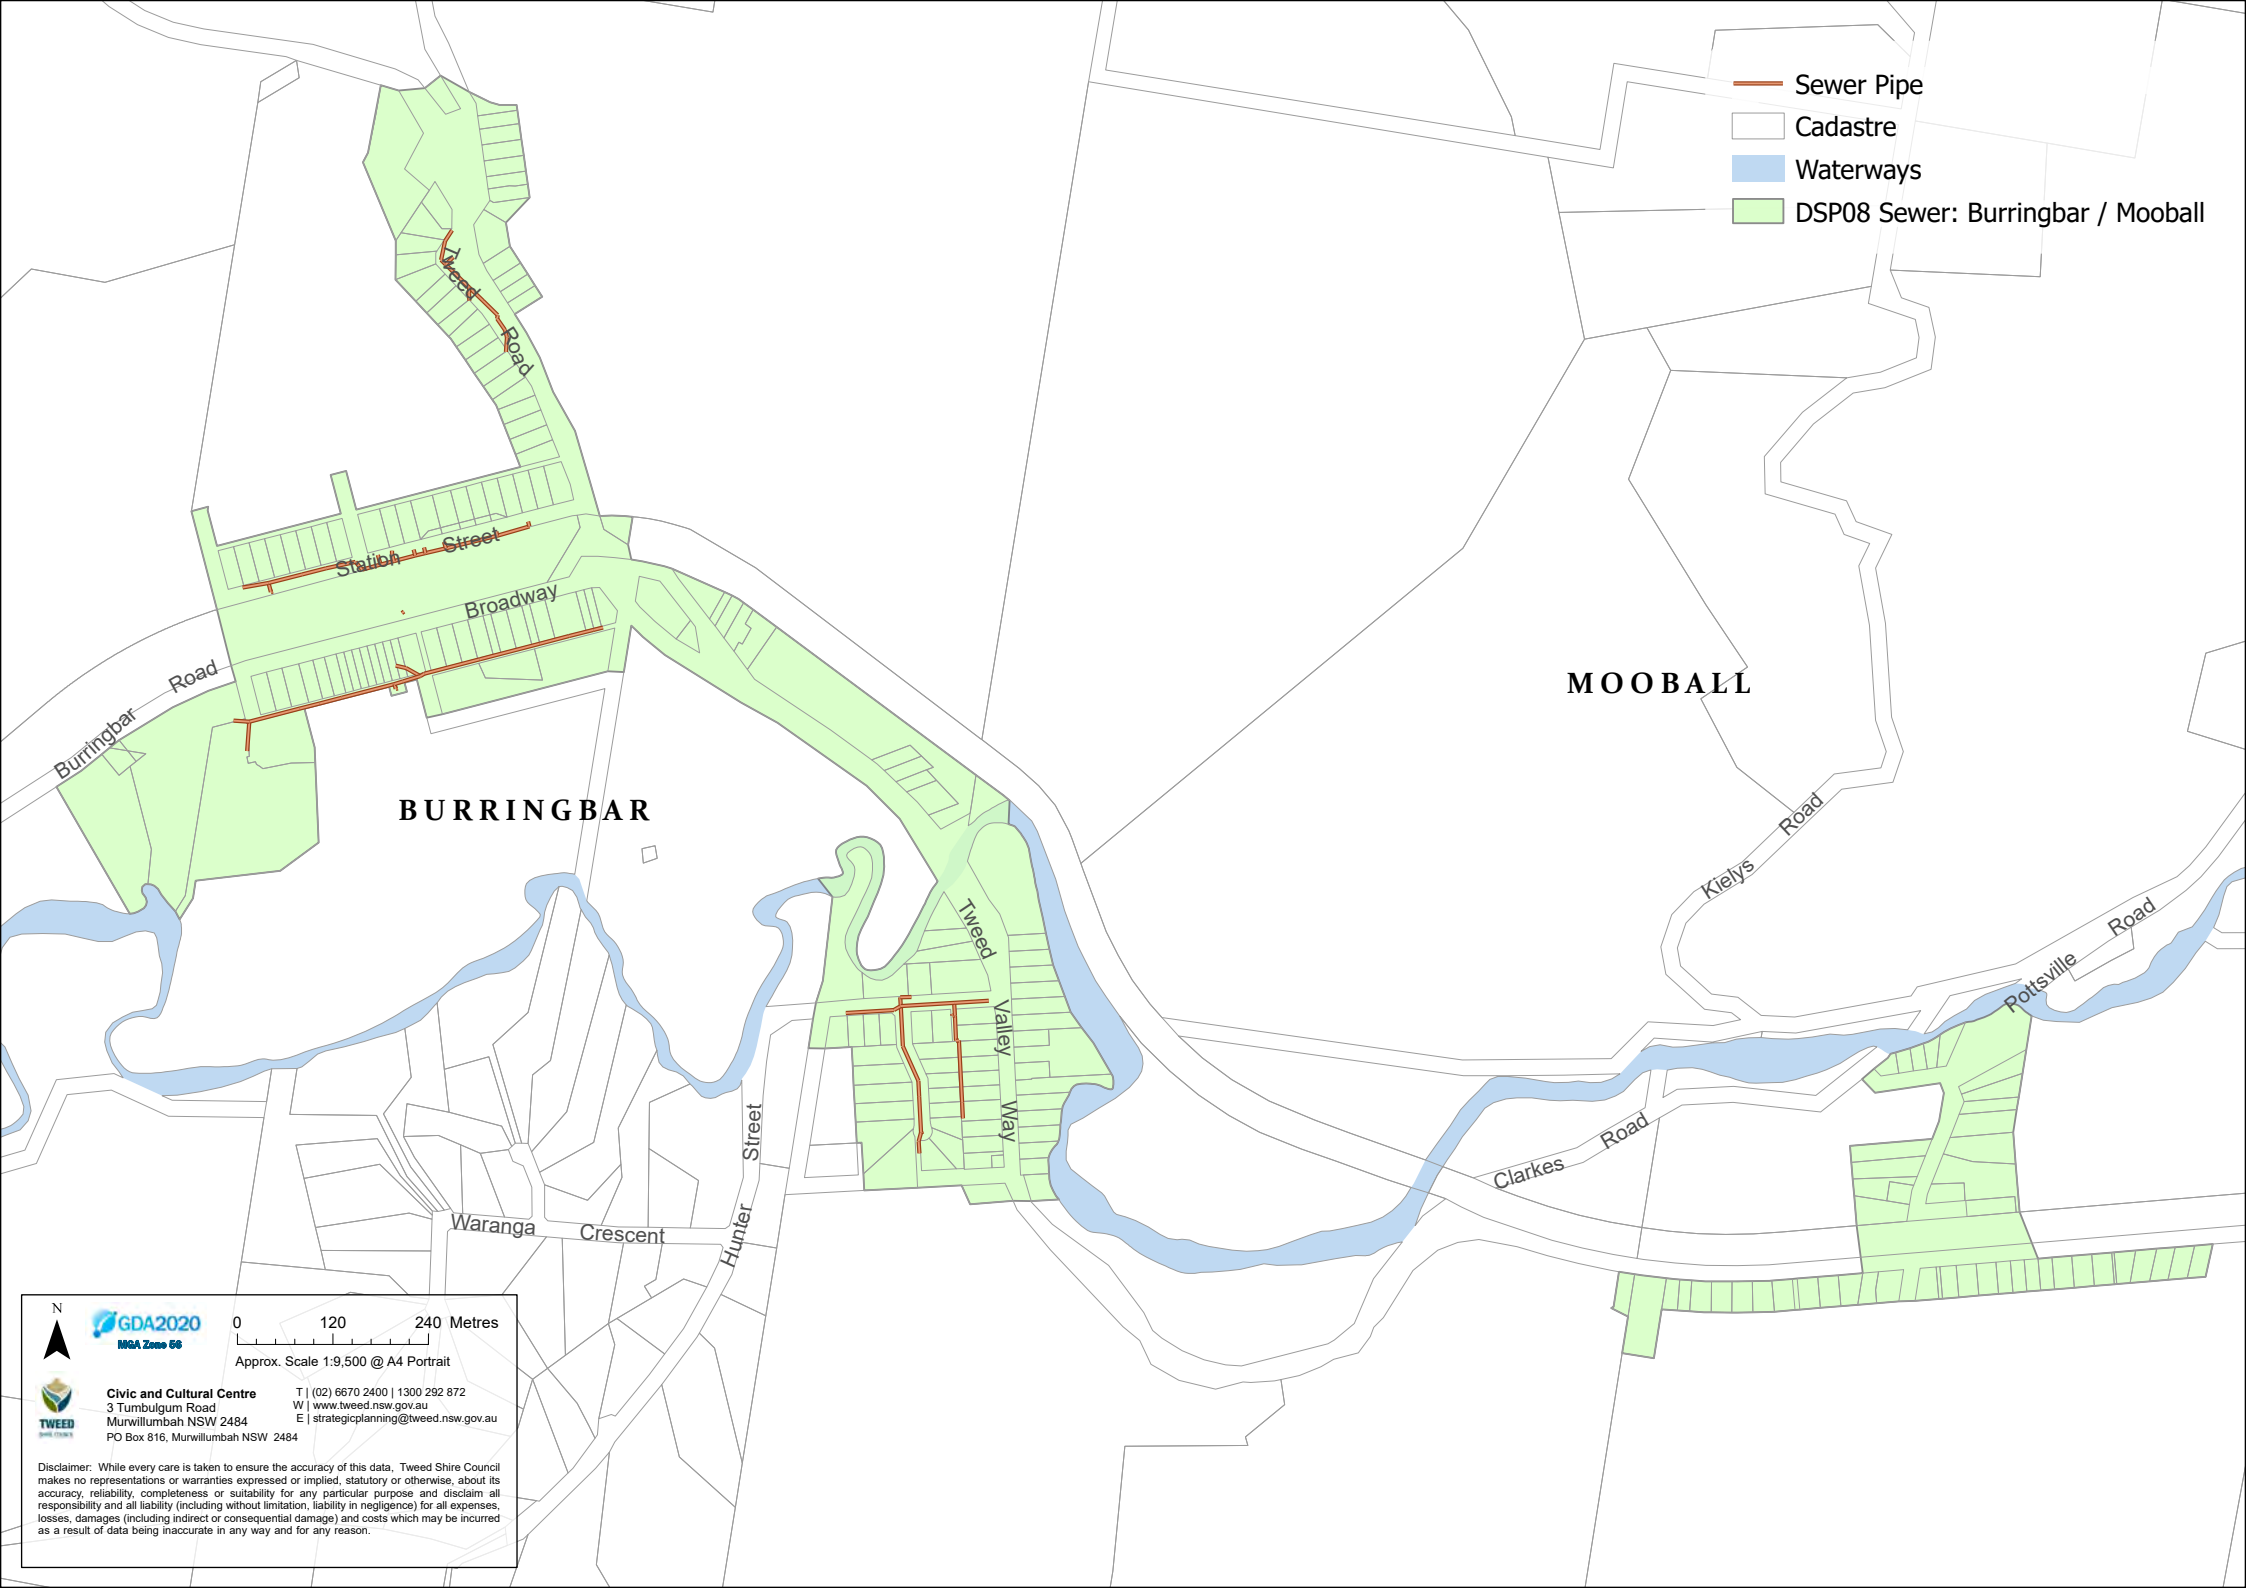 Sewer Pipe
Cadastre
Waterways
DSP08 Sewer: Burringbar / Mooball
Tweed
Road
Station Street
Broadway
Burringbar Road
BURRINGBAR
MOOBALL
Kielys Road
Pottsville Road
Clarkes Road
Tweed
Valley
Way
Hunter Street
Waranga Crescent
N
GDA2020
MGA Zone 56
0 120 240 Metres
Approx. Scale 1:9,500 @ A4 Portrait
TWEED
SHIRE COUNCIL
Civic and Cultural Centre
3 Tumbulgum Road
Murwillumbah NSW 2484
PO Box 816, Murwillumbah NSW 2484
T | (02) 6670 2400 | 1300 292 872
W | www.tweed.nsw.gov.au
E | strategicplanning@tweed.nsw.gov.au
Disclaimer: While every care is taken to ensure the accuracy of this data, Tweed Shire Council
makes no representations or warranties expressed or implied, statutory or otherwise, about its
accuracy, reliability, completeness or suitability for any particular purpose and disclaim all
responsibility and all liability (including without limitation, liability in negligence) for all expenses,
losses, damages (including indirect or consequential damage) and costs which may be incurred
as a result of data being inaccurate in any way and for any reason.